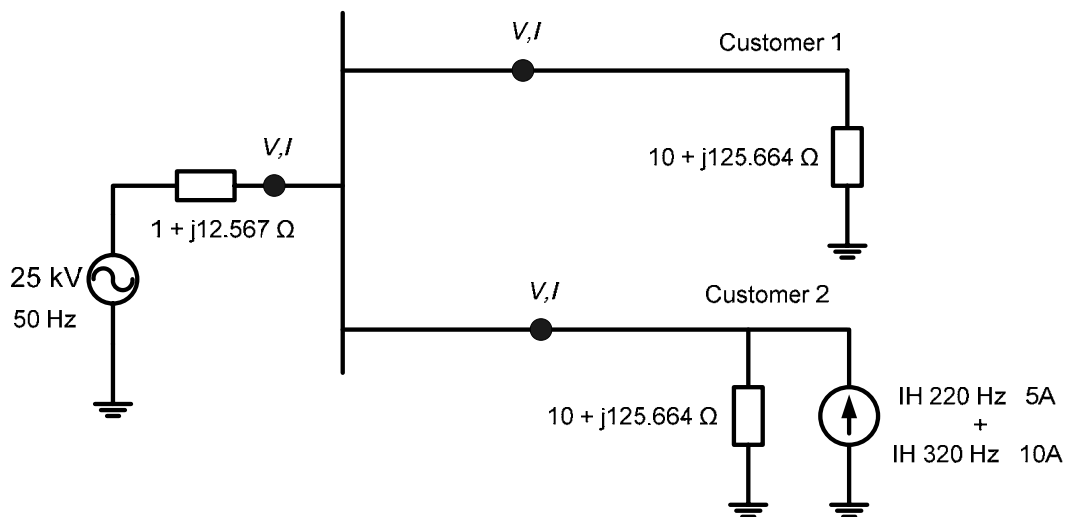 V,I
Customer 1
10 + j125.664 Ω
V,I
1 + j12.567 Ω
25 kV
50 Hz
V,I
Customer 2
10 + j125.664 Ω
IH 220 Hz 5A
+
IH 320 Hz 10A